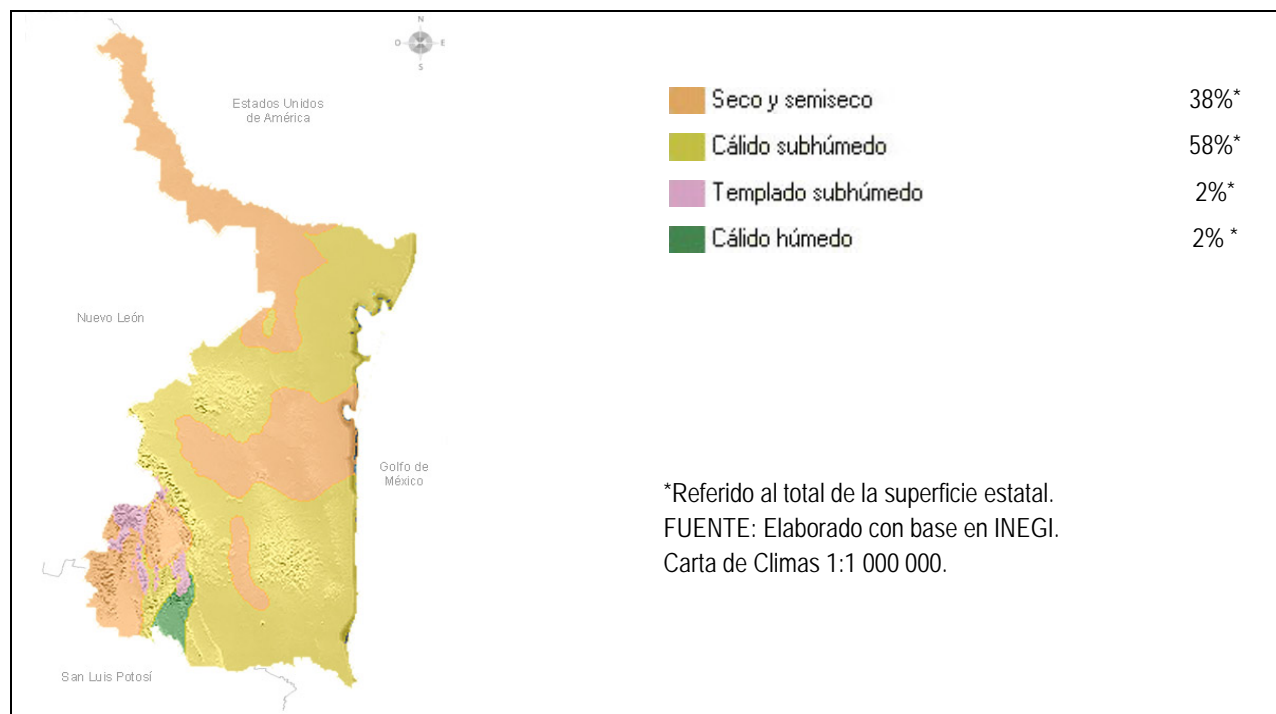 N
O E
S
Estados Unidos
de América
Nuevo León
Golfo de
México
San Luis Potosí
Seco y semiseco 38%*
Cálido subhúmedo 58%*
Templado subhúmedo 2%*
Cálido húmedo 2% *
*Referido al total de la superficie estatal.
FUENTE: Elaborado con base en INEGI.
Carta de Climas 1:1 000 000.